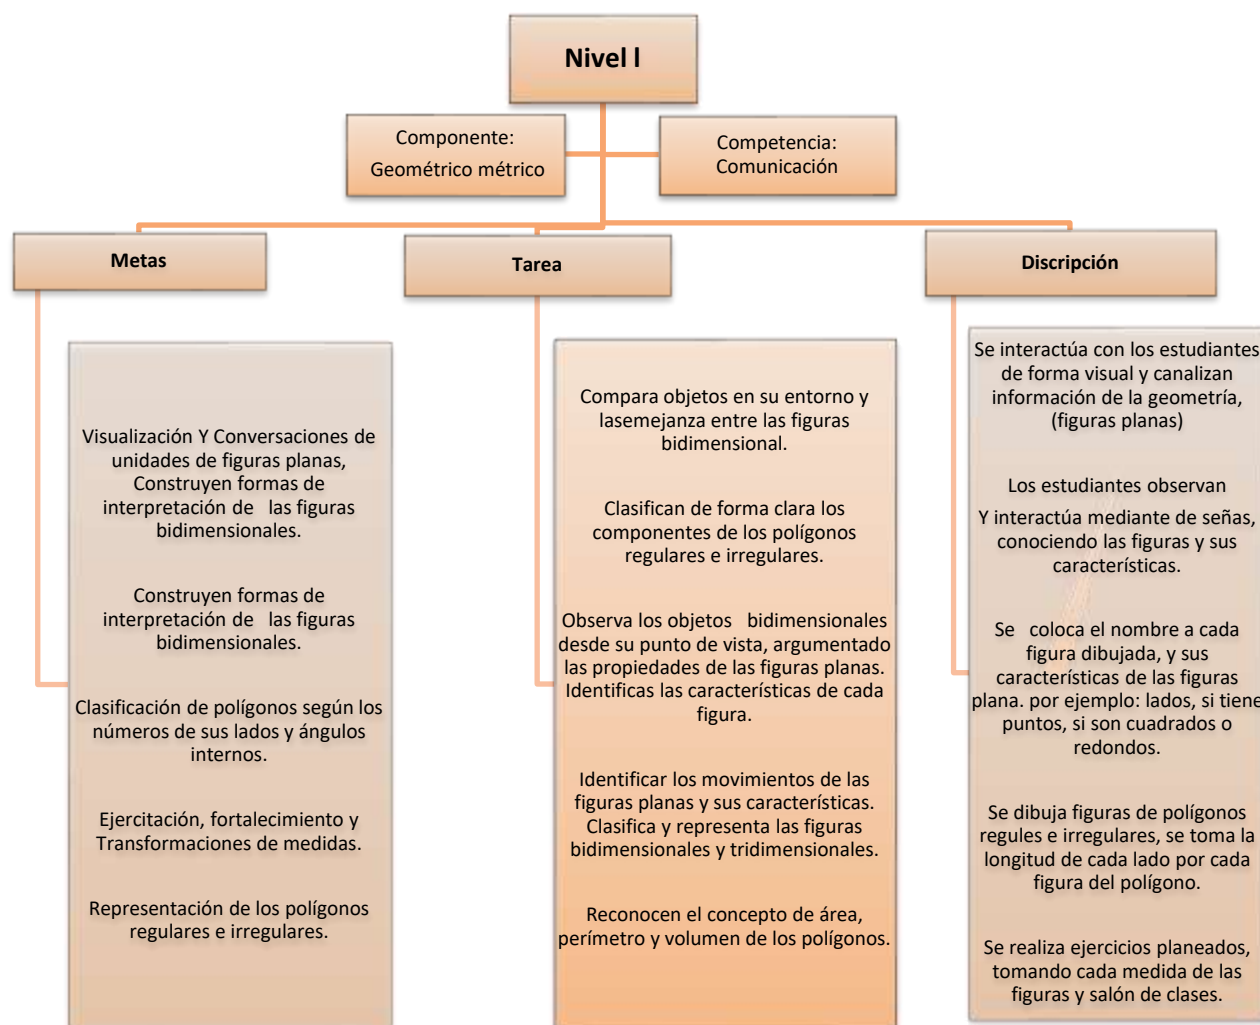 Nivel l
Componente:
Geométrico métrico
Competencia:
Comunicación
Metas
Tarea
Discripción
Visualización Y Conversaciones de
unidades de figuras planas,
Construyen formas de
interpretación de las figuras
bidimensionales.
Construyen formas de
interpretación de las figuras
bidimensionales.
Clasificación de polígonos según los
números de sus lados y ángulos
internos.
Ejercitación, fortalecimiento y
Transformaciones de medidas.
Representación de los polígonos
regulares e irregulares.
Compara objetos en su entorno y
lasemejanza entre las figuras
bidimensional.
Clasifican de forma clara los
componentes de los polígonos
regulares e irregulares.
Observa los objetos bidimensionales
desde su punto de vista, argumentado
las propiedades de las figuras planas.
Identificas las características de cada
figura.
Identificar los movimientos de las
figuras planas y sus características.
Clasifica y representa las figuras
bidimensionales y tridimensionales.
Reconocen el concepto de área,
perímetro y volumen de los polígonos.
Se interactúa con los estudiantes
de forma visual y canalizan
información de la geometría,
(figuras planas)
Los estudiantes observan
Y interactúa mediante de señas,
conociendo las figuras y sus
características.
Se coloca el nombre a cada
figura dibujada, y sus
características de las figuras
plana. por ejemplo: lados, si tiene
puntos, si son cuadrados o
redondos.
Se dibuja figuras de polígonos
regules e irregulares, se toma la
longitud de cada lado por cada
figura del polígono.
Se realiza ejercicios planeados,
tomando cada medida de las
figuras y salón de clases.